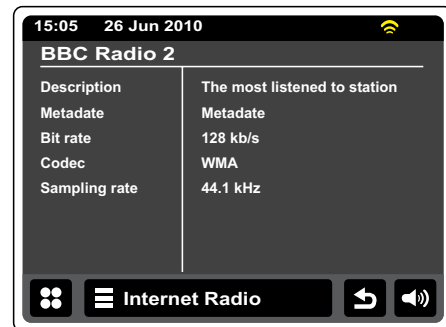 15:05 26 Jun 2010
BBC Radio 2
Description The most listened to station
Metadate Metadate
Bit rate 128 kb/s
Codec WMA
Sampling rate 44.1 kHz
Internet Radio